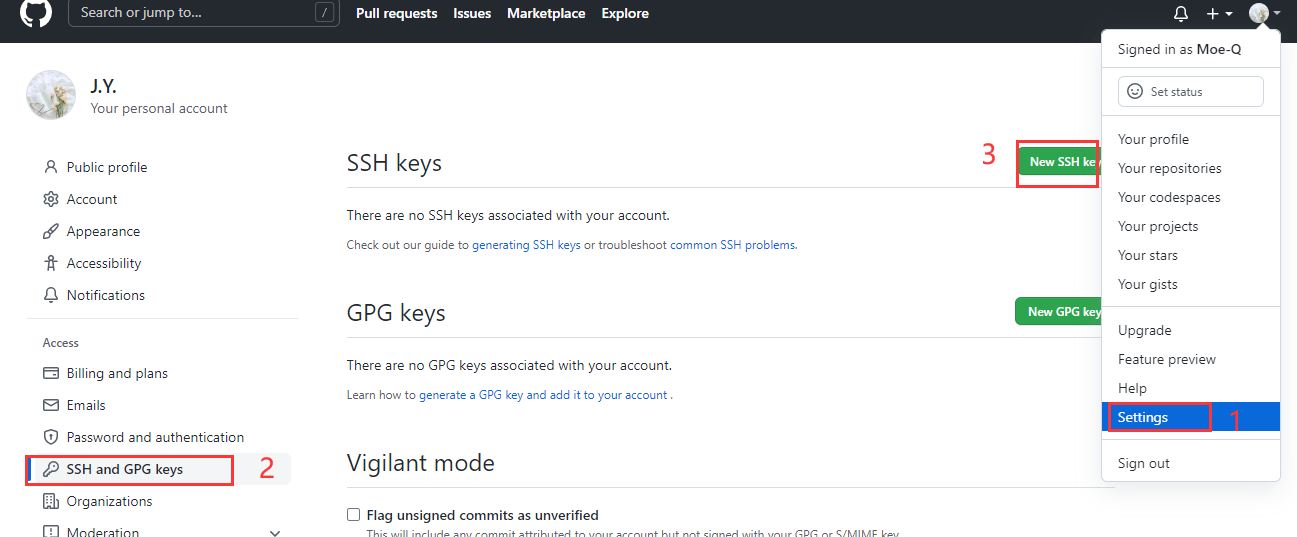 Search or jump to... /
Pull requests Issues Marketplace Explore
Signed in as Moe-Q
Set status
Your profile
Your repositories
Your codespaces
Your projects
Your stars
Your gists
Upgrade
Feature preview
Help
Settings 1
Sign out
J.Y.
Your personal account
Public profile
Account
Appearance
Accessibility
Notifications
Access
Billing and plans
Emails
Password and authentication
SSH and GPG keys 2
Organizations
Moderation
SSH keys 3 New SSH key
There are no SSH keys associated with your account.
Check out our guide to generating SSH keys or troubleshoot common SSH problems.
GPG keys New GPG key
There are no GPG keys associated with your account.
Learn how to generate a GPG key and add it to your account .
Vigilant mode
Flag unsigned commits as unverified
This will include any commit attributed to your account but not signed with your GPG or S/MIME key.